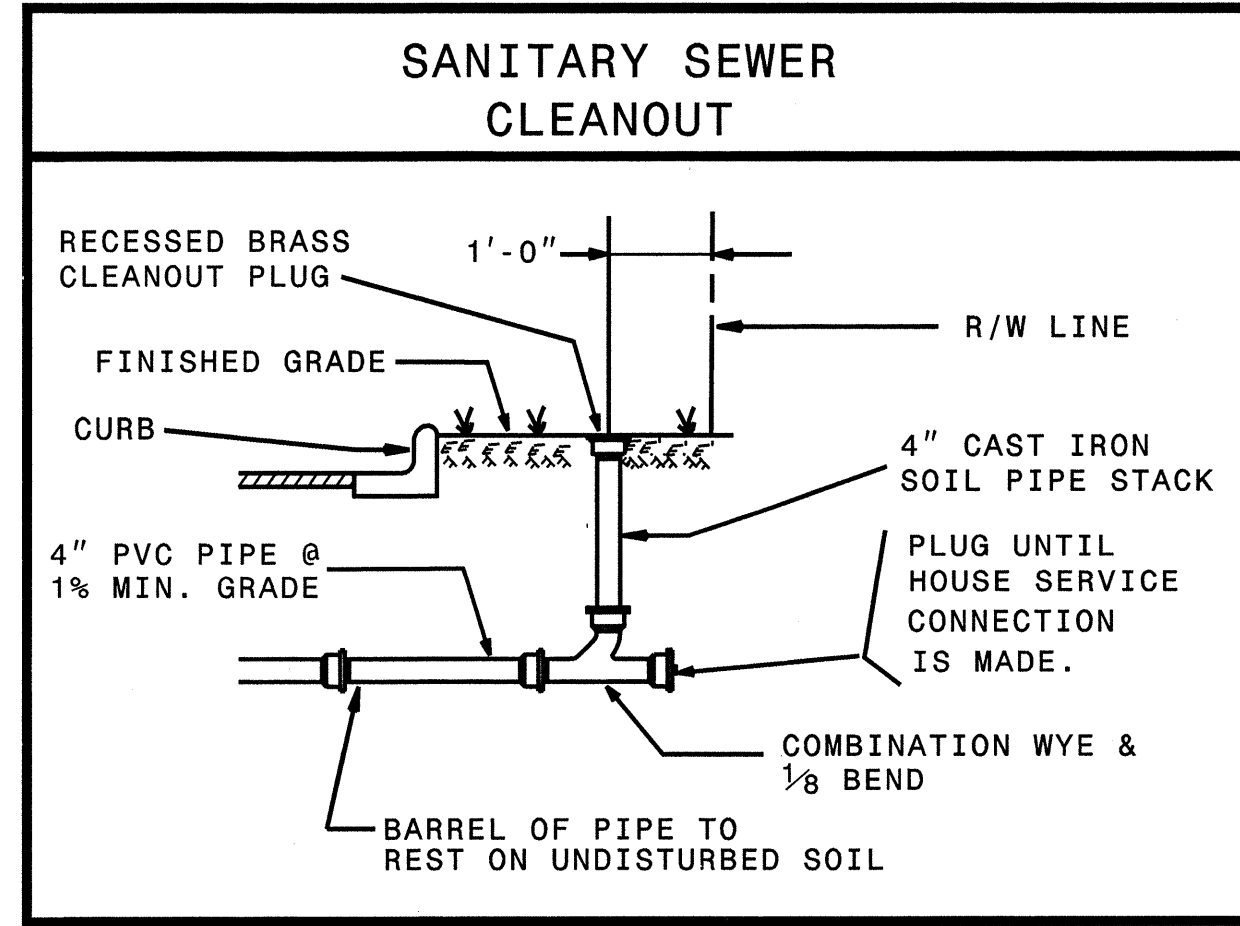 SANITARY SEWER
CLEANOUT
RECESSED BRASS
CLEANOUT PLUG
1'-0"
R/W LINE
FINISHED GRADE
CURB
4" CAST IRON
SOIL PIPE STACK
4" PVC PIPE @
1% MIN. GRADE
PLUG UNTIL
HOUSE SERVICE
CONNECTION
IS MADE.
COMBINATION WYE &
1/8 BEND
BARREL OF PIPE TO
REST ON UNDISTURBED SOIL